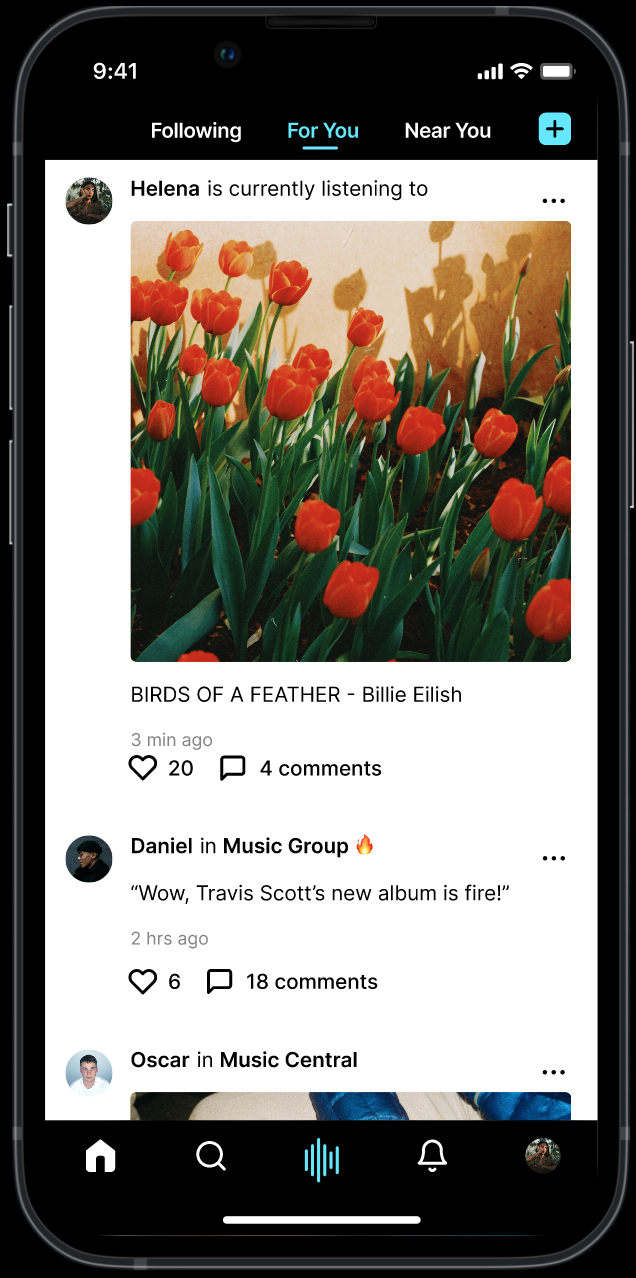 9:41
Following For You Near You
Helena is currently listening to
BIRDS OF A FEATHER - Billie Eilish
3 min ago
20 4 comments
Daniel in Music Group 🔥
“Wow, Travis Scott’s new album is fire!”
2 hrs ago
6 18 comments
Oscar in Music Central